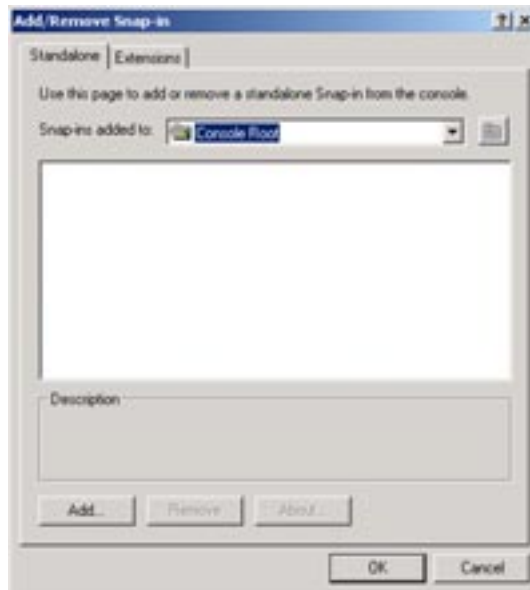 Add/Remove Snap-in
Standalone Extensions
Use this page to add or remove a standalone Snap-in from the console.
Snap-ins added to: Console Root
Description
Add... Remove About...
OK Cancel